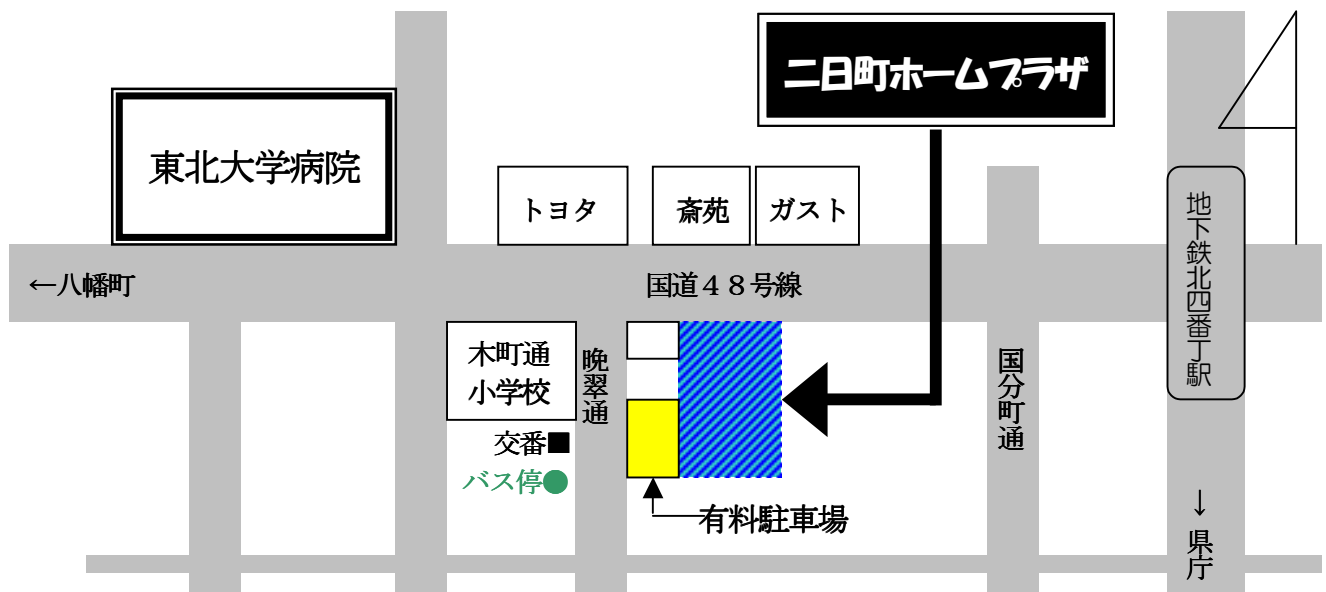 二日町ホームプラザ
東北大学病院
トヨタ
斎苑
ガスト
地下鉄北四番丁駅
←八幡町
国道４８号線
木町通
小学校
晩翠通
国分町通
交番■
バス停●
有料駐車場
↓県庁